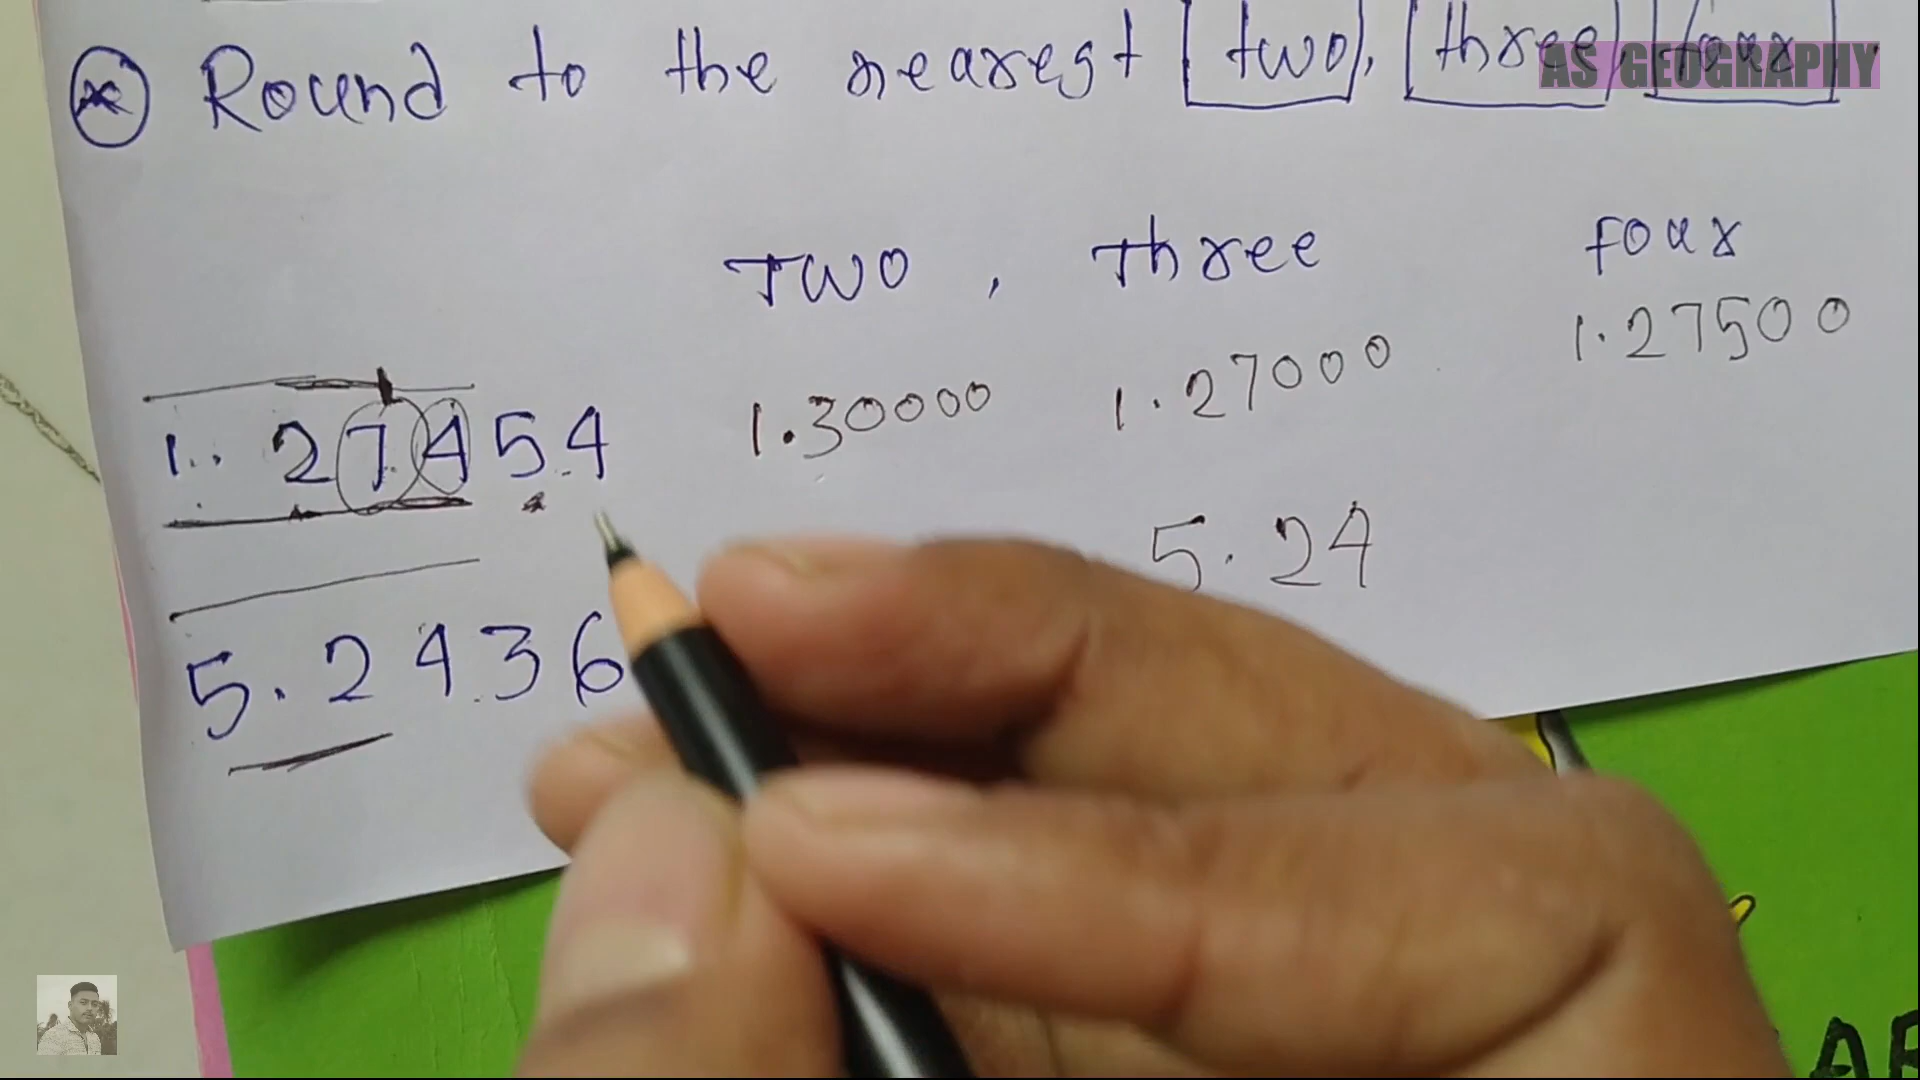 Round to the nearest two, three, four
AS GEOGRAPHY
TWO, Three Four
1.27454 1.30000 1.27000 1.27500
5.24
5.2436
AR